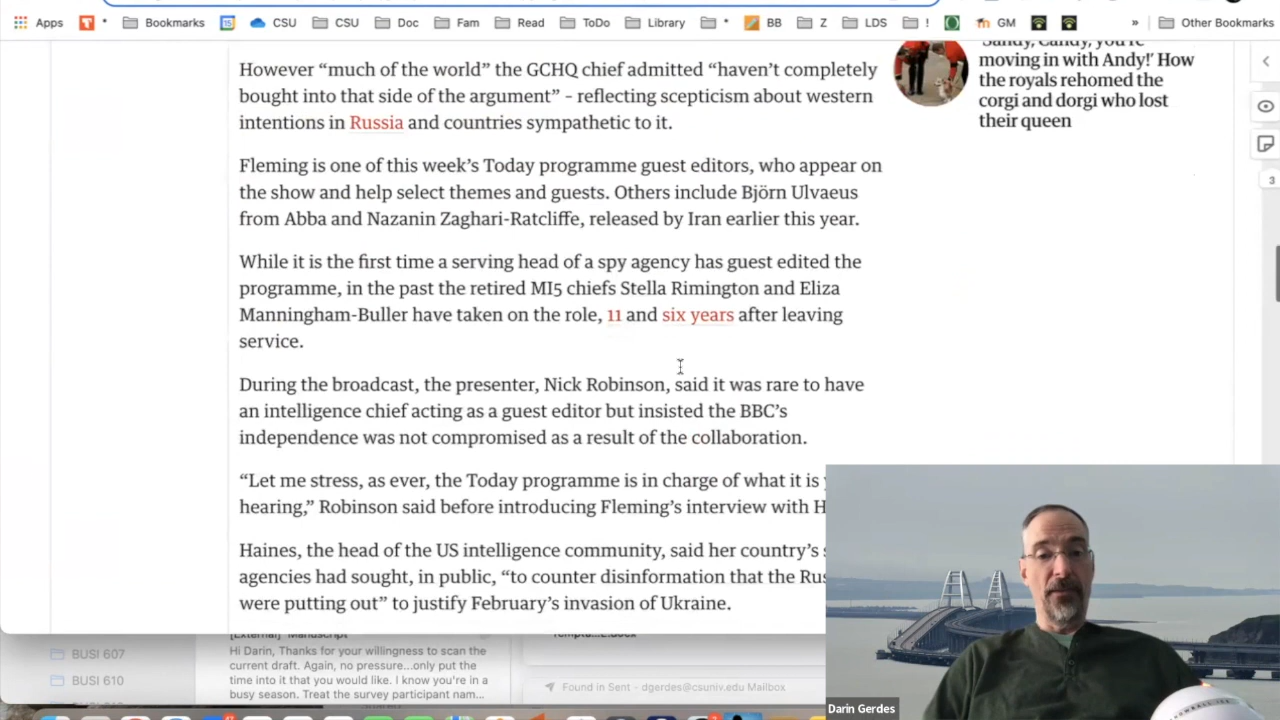 Apps
*
Bookmarks
CSU
CSU
Doc
Fam
Read
ToDo
Library
*
BB
Z
LDS
!
GM
»
Other Bookmarks
However “much of the world” the GCHQ chief admitted “haven’t completely
bought into that side of the argument” – reflecting scepticism about western
intentions in Russia and countries sympathetic to it.
Fleming is one of this week’s Today programme guest editors, who appear on
the show and help select themes and guests. Others include Björn Ulvaeus
from Abba and Nazanin Zaghari-Ratcliffe, released by Iran earlier this year.
While it is the first time a serving head of a spy agency has guest edited the
programme, in the past the retired MI5 chiefs Stella Rimington and Eliza
Manningham-Buller have taken on the role, 11 and six years after leaving
service.
During the broadcast, the presenter, Nick Robinson, said it was rare to have
an intelligence chief acting as a guest editor but insisted the BBC’s
independence was not compromised as a result of the collaboration.
“Let me stress, as ever, the Today programme is in charge of what it is
hearing,” Robinson said before introducing Fleming’s interview with H
Haines, the head of the US intelligence community, said her country’s s
agencies had sought, in public, “to counter disinformation that the Rus
were putting out” to justify February’s invasion of Ukraine.
‘Sandy, Candy, you’re
moving in with Andy!’ How
the royals rehomed the
corgi and dorgi who lost
their queen
3
BUSI 607
BUSI 610
[External] Manuscript
Hi Darin, Thanks for your willingness to scan the
current draft. Again, no pressure...only put the
time into it that you would like. I know you're in a
busy season. Treat the survey participant nam...
Found in Sent - dgerdes@csuniv.edu Mailbox
Darin Gerdes